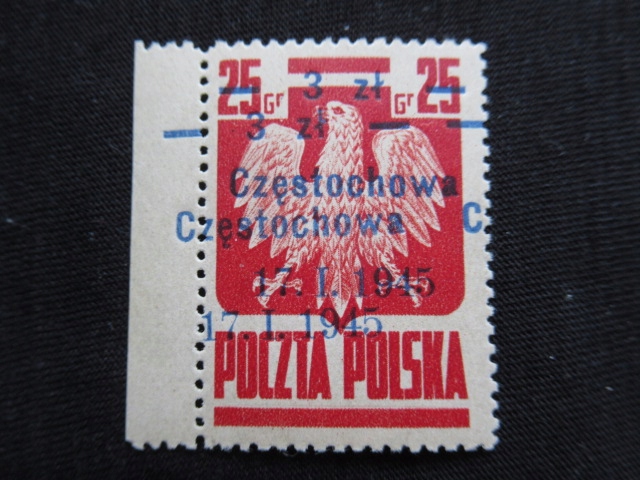 25 Gr 3 zł Gr 25
3 zł
Częstochowa
Częstochowa C
17. I. 1945
17. I. 1945
POCZTA POLSKA